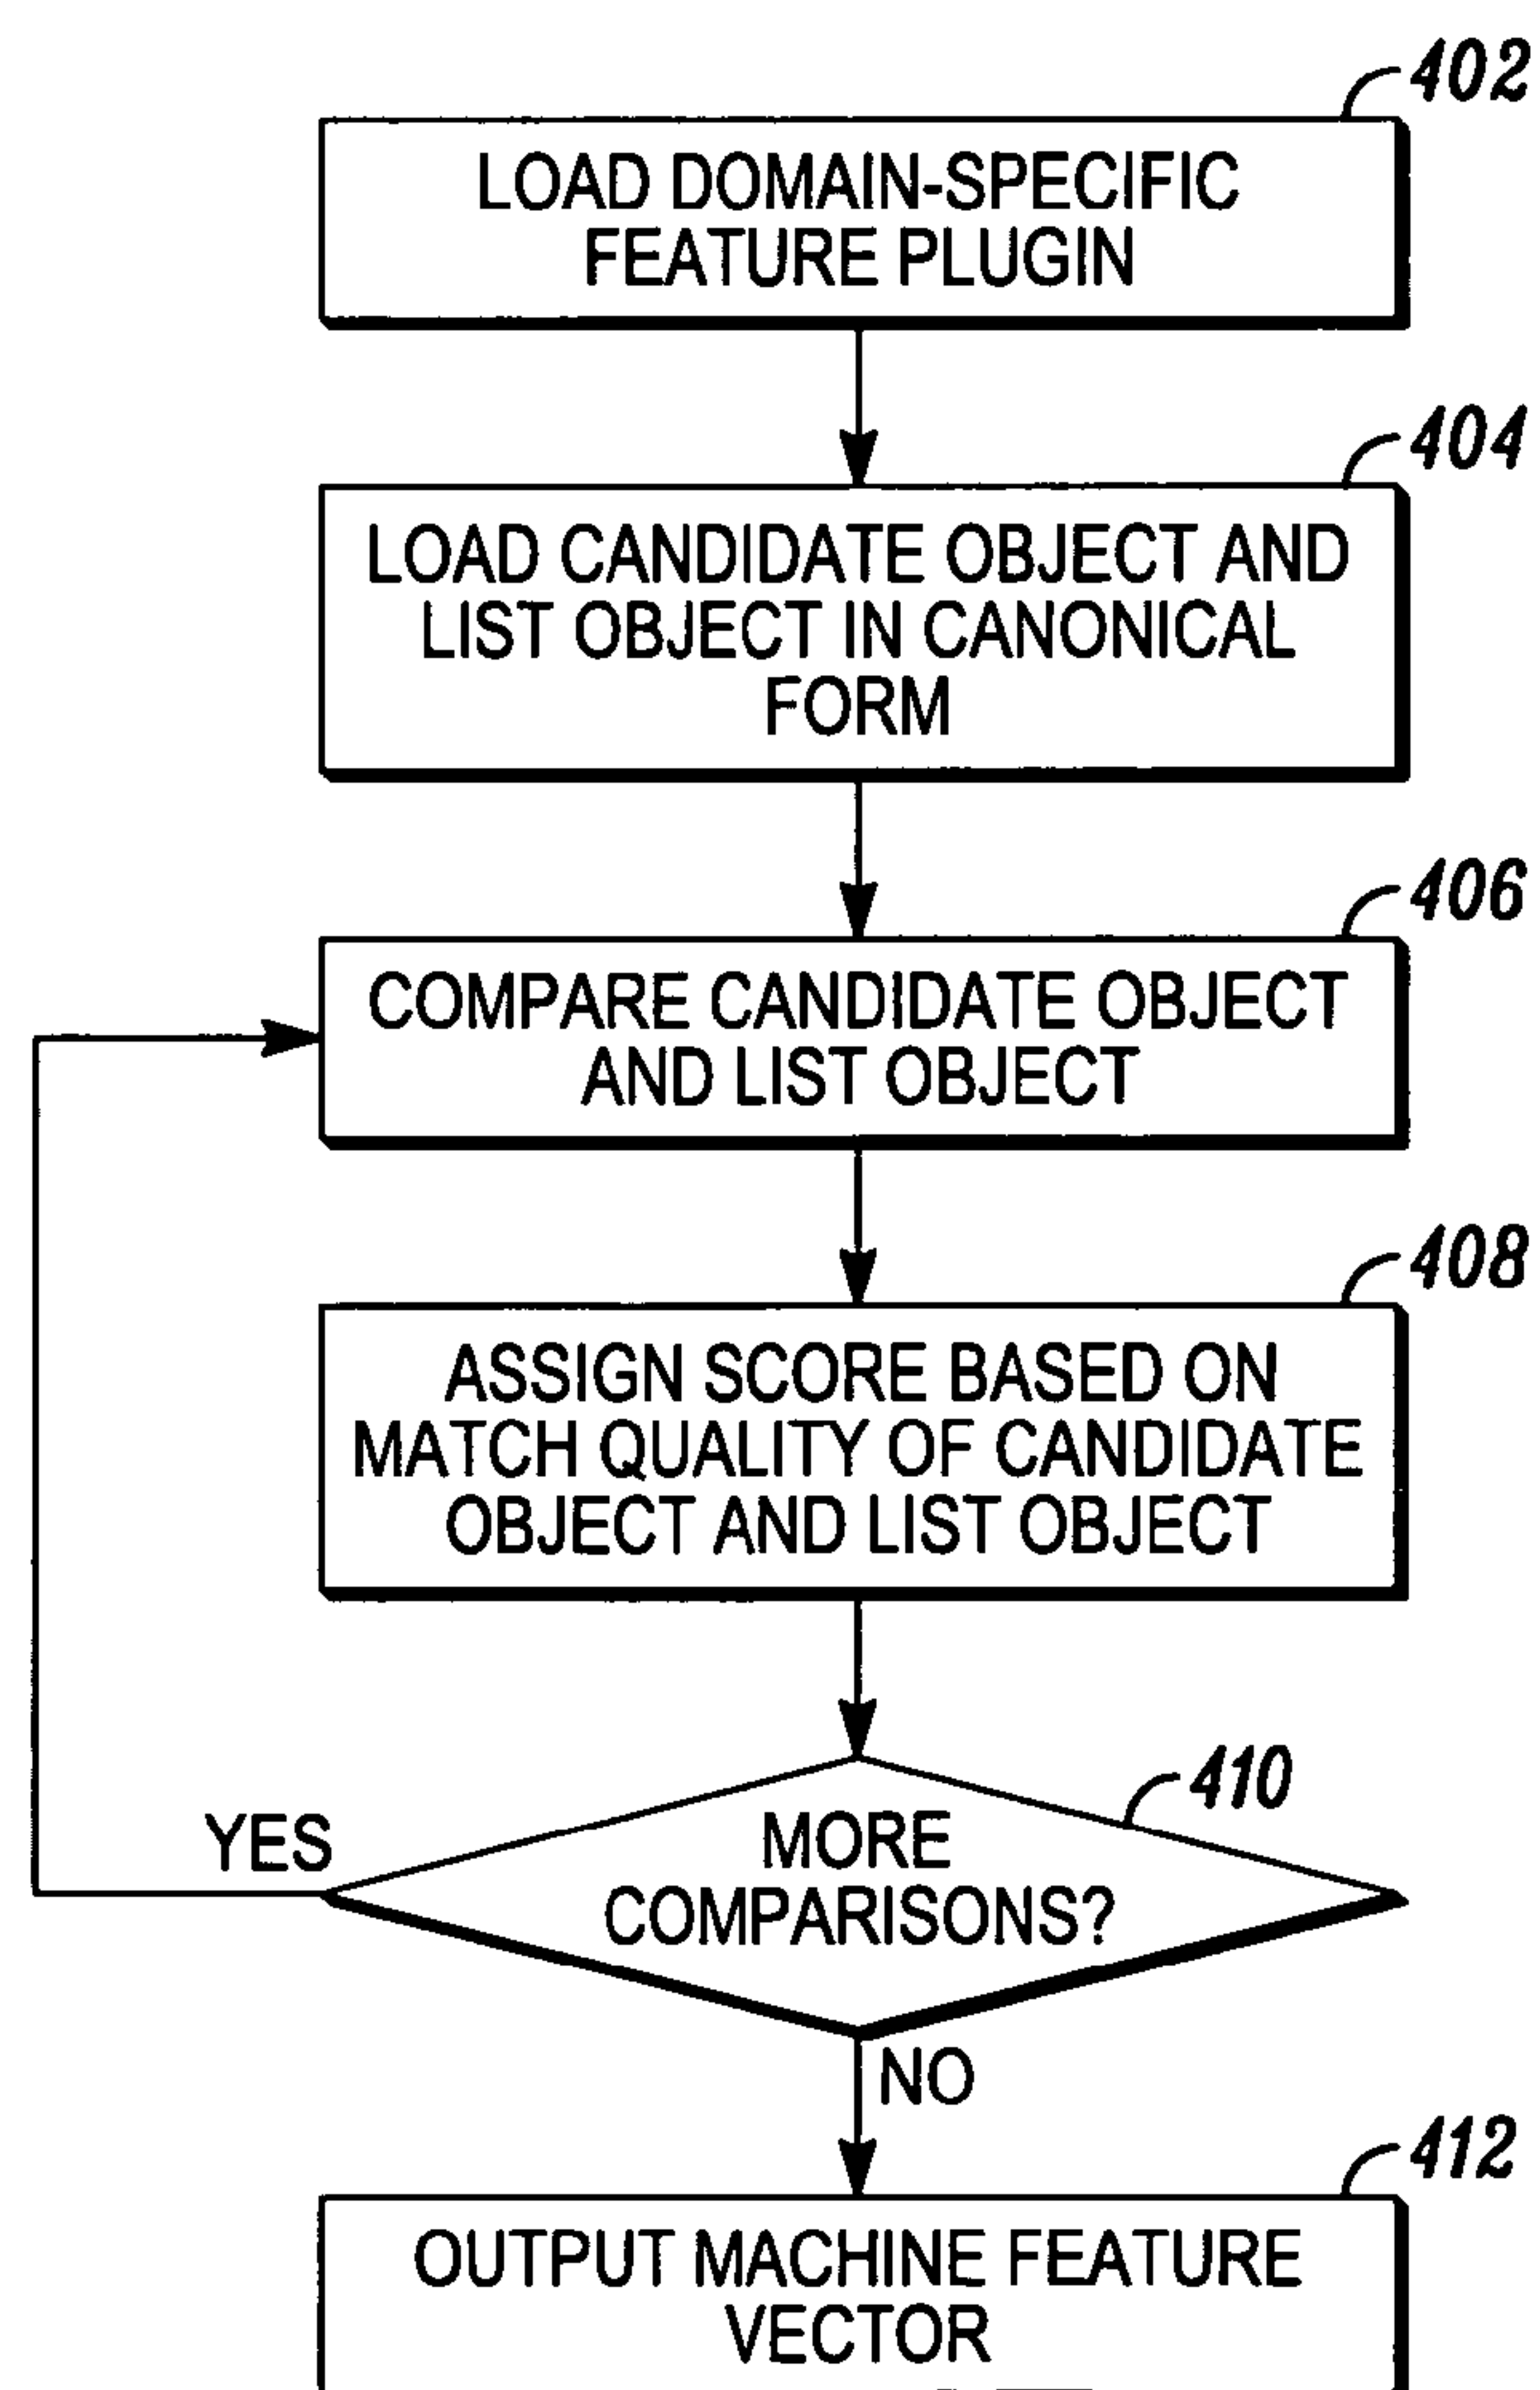 402
LOAD DOMAIN-SPECIFIC
FEATURE PLUGIN
404
LOAD CANDIDATE OBJECT AND
LIST OBJECT IN CANONICAL
FORM
406
COMPARE CANDIDATE OBJECT
AND LIST OBJECT
408
ASSIGN SCORE BASED ON
MATCH QUALITY OF CANDIDATE
OBJECT AND LIST OBJECT
410
MORE
COMPARISONS?
YES
NO
412
OUTPUT MACHINE FEATURE
VECTOR